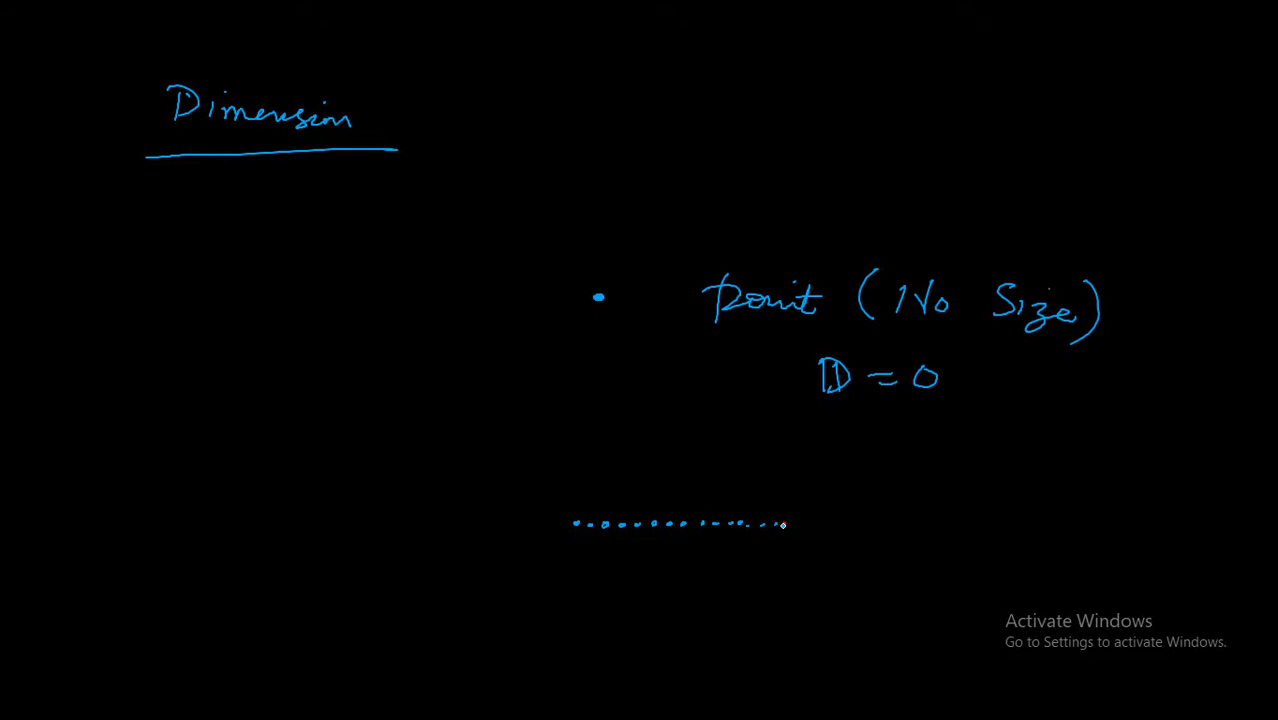 Dimension
Point (No Size)
D = 0
Activate Windows
Go to Settings to activate Windows.